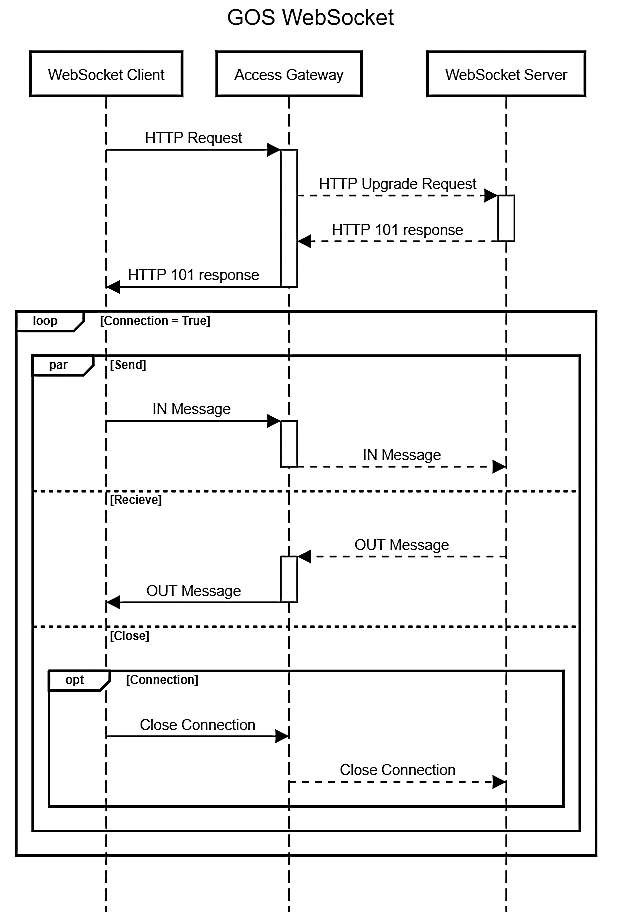 GOS WebSocket
WebSocket Client
Access Gateway
WebSocket Server
HTTP Request
HTTP Upgrade Request
HTTP 101 response
HTTP 101 response
loop
[Connection = True]
par
[Send]
IN Message
IN Message
[Recieve]
OUT Message
OUT Message
[Close]
opt
[Connection]
Close Connection
Close Connection